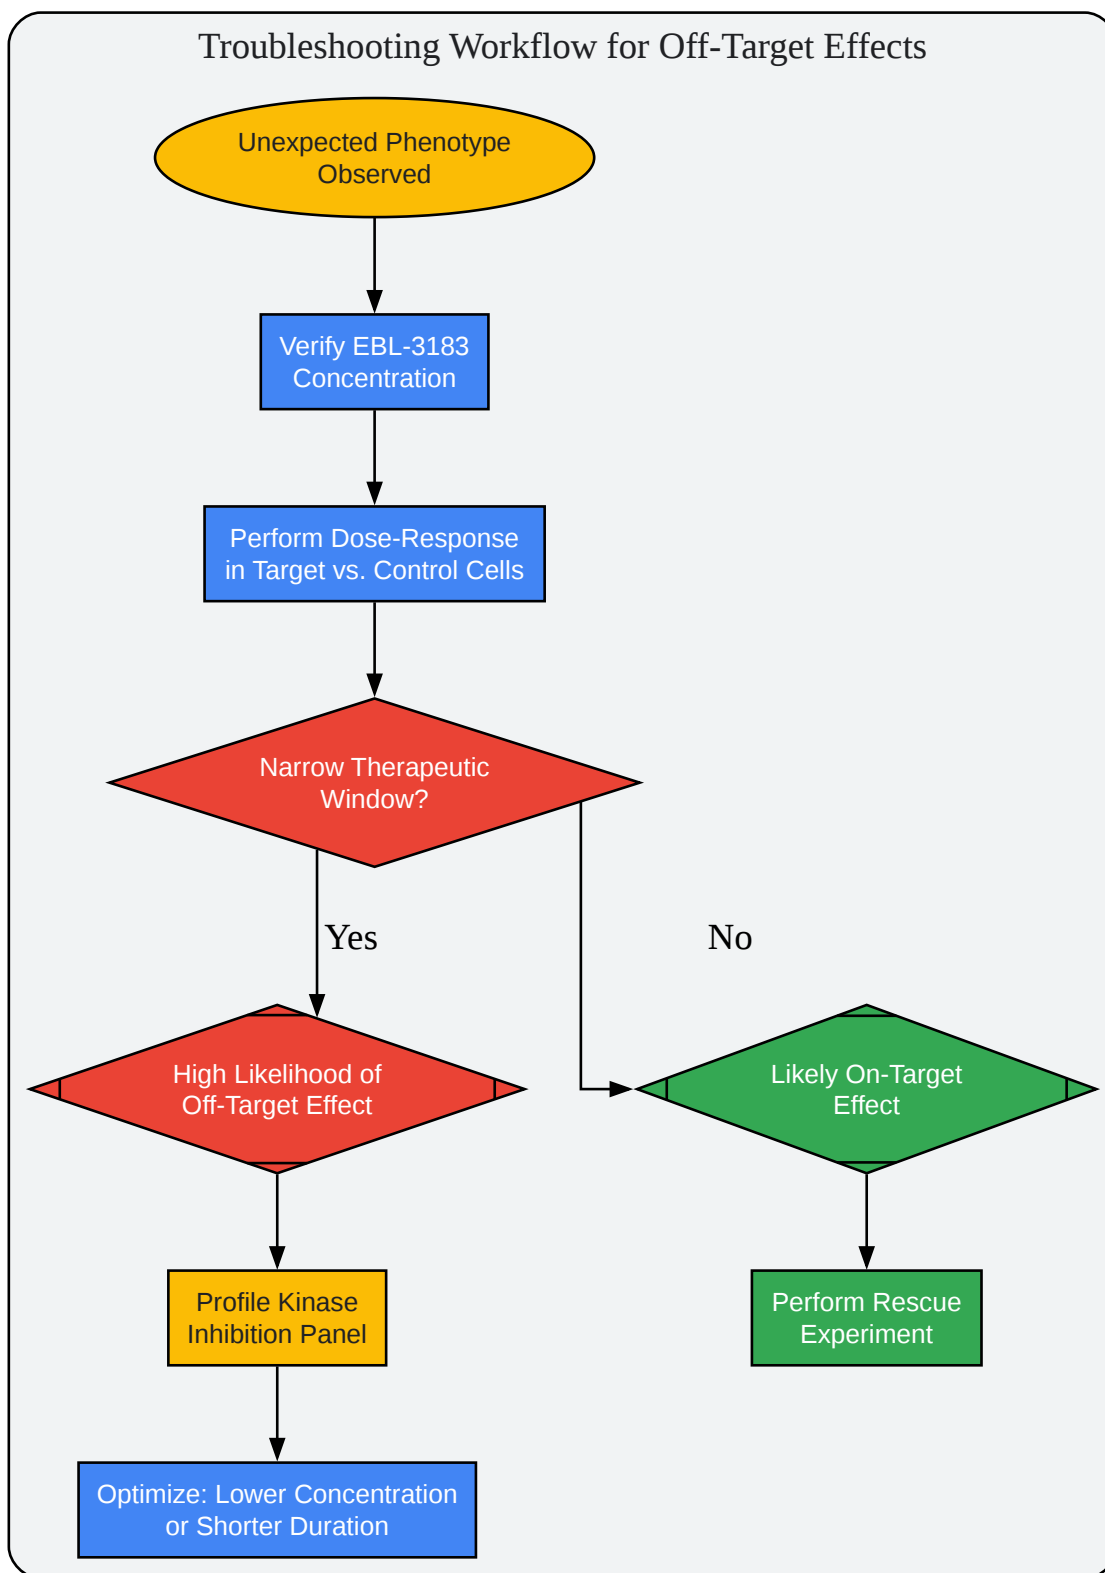 Troubleshooting Workflow for Off-Target Effects
Unexpected Phenotype
Observed
Verify EBL-3183
Concentration
Perform Dose-Response
in Target vs. Control Cells
Narrow Therapeutic
Window?
Yes
No
High Likelihood of
Off-Target Effect
Likely On-Target
Effect
Profile Kinase
Inhibition Panel
Perform Rescue
Experiment
Optimize: Lower Concentration
or Shorter Duration